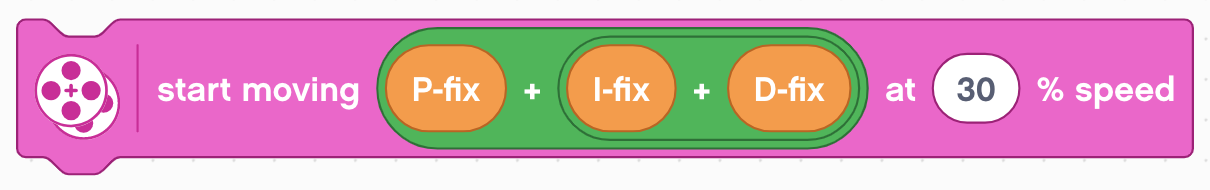 start moving P-fix + I-fix + D-fix at 30 % speed